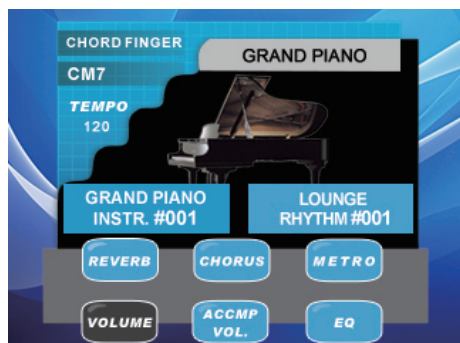 CHORD FINGER
GRAND PIANO
CM7
TEMPO
120
GRAND PIANO
INSTR. #001
LOUNGE
RHYTHM #001
REVERB
CHORUS
METRO
VOLUME
ACCMP
VOL.
EQ